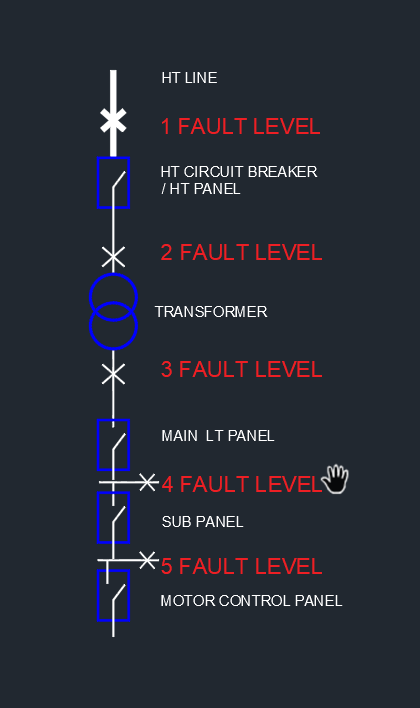 HT LINE
1 FAULT LEVEL
HT CIRCUIT BREAKER
/ HT PANEL
2 FAULT LEVEL
TRANSFORMER
3 FAULT LEVEL
MAIN LT PANEL
4 FAULT LEVEL
SUB PANEL
5 FAULT LEVEL
MOTOR CONTROL PANEL